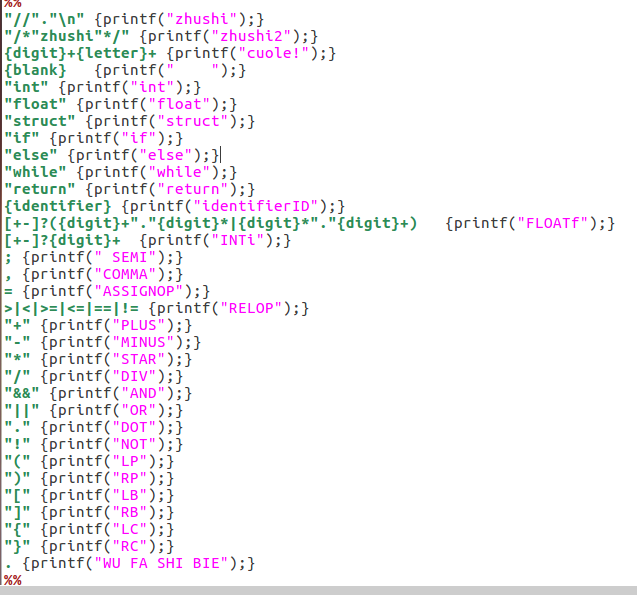 %%
"//"."\n" {printf("zhushi");}
"/*"zhushi"*/" {printf("zhushi2");}
{digit}+{letter}+ {printf("cuole!");}
{blank}   {printf("    ");}
"int" {printf("int");}
"float" {printf("float");}
"struct" {printf("struct");}
"if" {printf("if");}
"else" {printf("else");}
"while" {printf("while");}
"return" {printf("return");}
{identifier} {printf("identifierID");}
[+-]?({digit}+"."{digit}*|{digit}*"."{digit}+)   {printf("FLOATf");}
[+-]?{digit}+  {printf("INTi");}
; {printf(" SEMI");}
, {printf("COMMA");}
= {printf("ASSIGNOP");}
>|<|>=|<=|==|!= {printf("RELOP");}
"+" {printf("PLUS");}
"-" {printf("MINUS");}
"*" {printf("STAR");}
"/" {printf("DIV");}
"&&" {printf("AND");}
"||" {printf("OR");}
"." {printf("DOT");}
"!" {printf("NOT");}
"(" {printf("LP");}
")" {printf("RP");}
"[" {printf("LB");}
"]" {printf("RB");}
"{" {printf("LC");}
"}" {printf("RC");}
. {printf("WU FA SHI BIE");}
%%